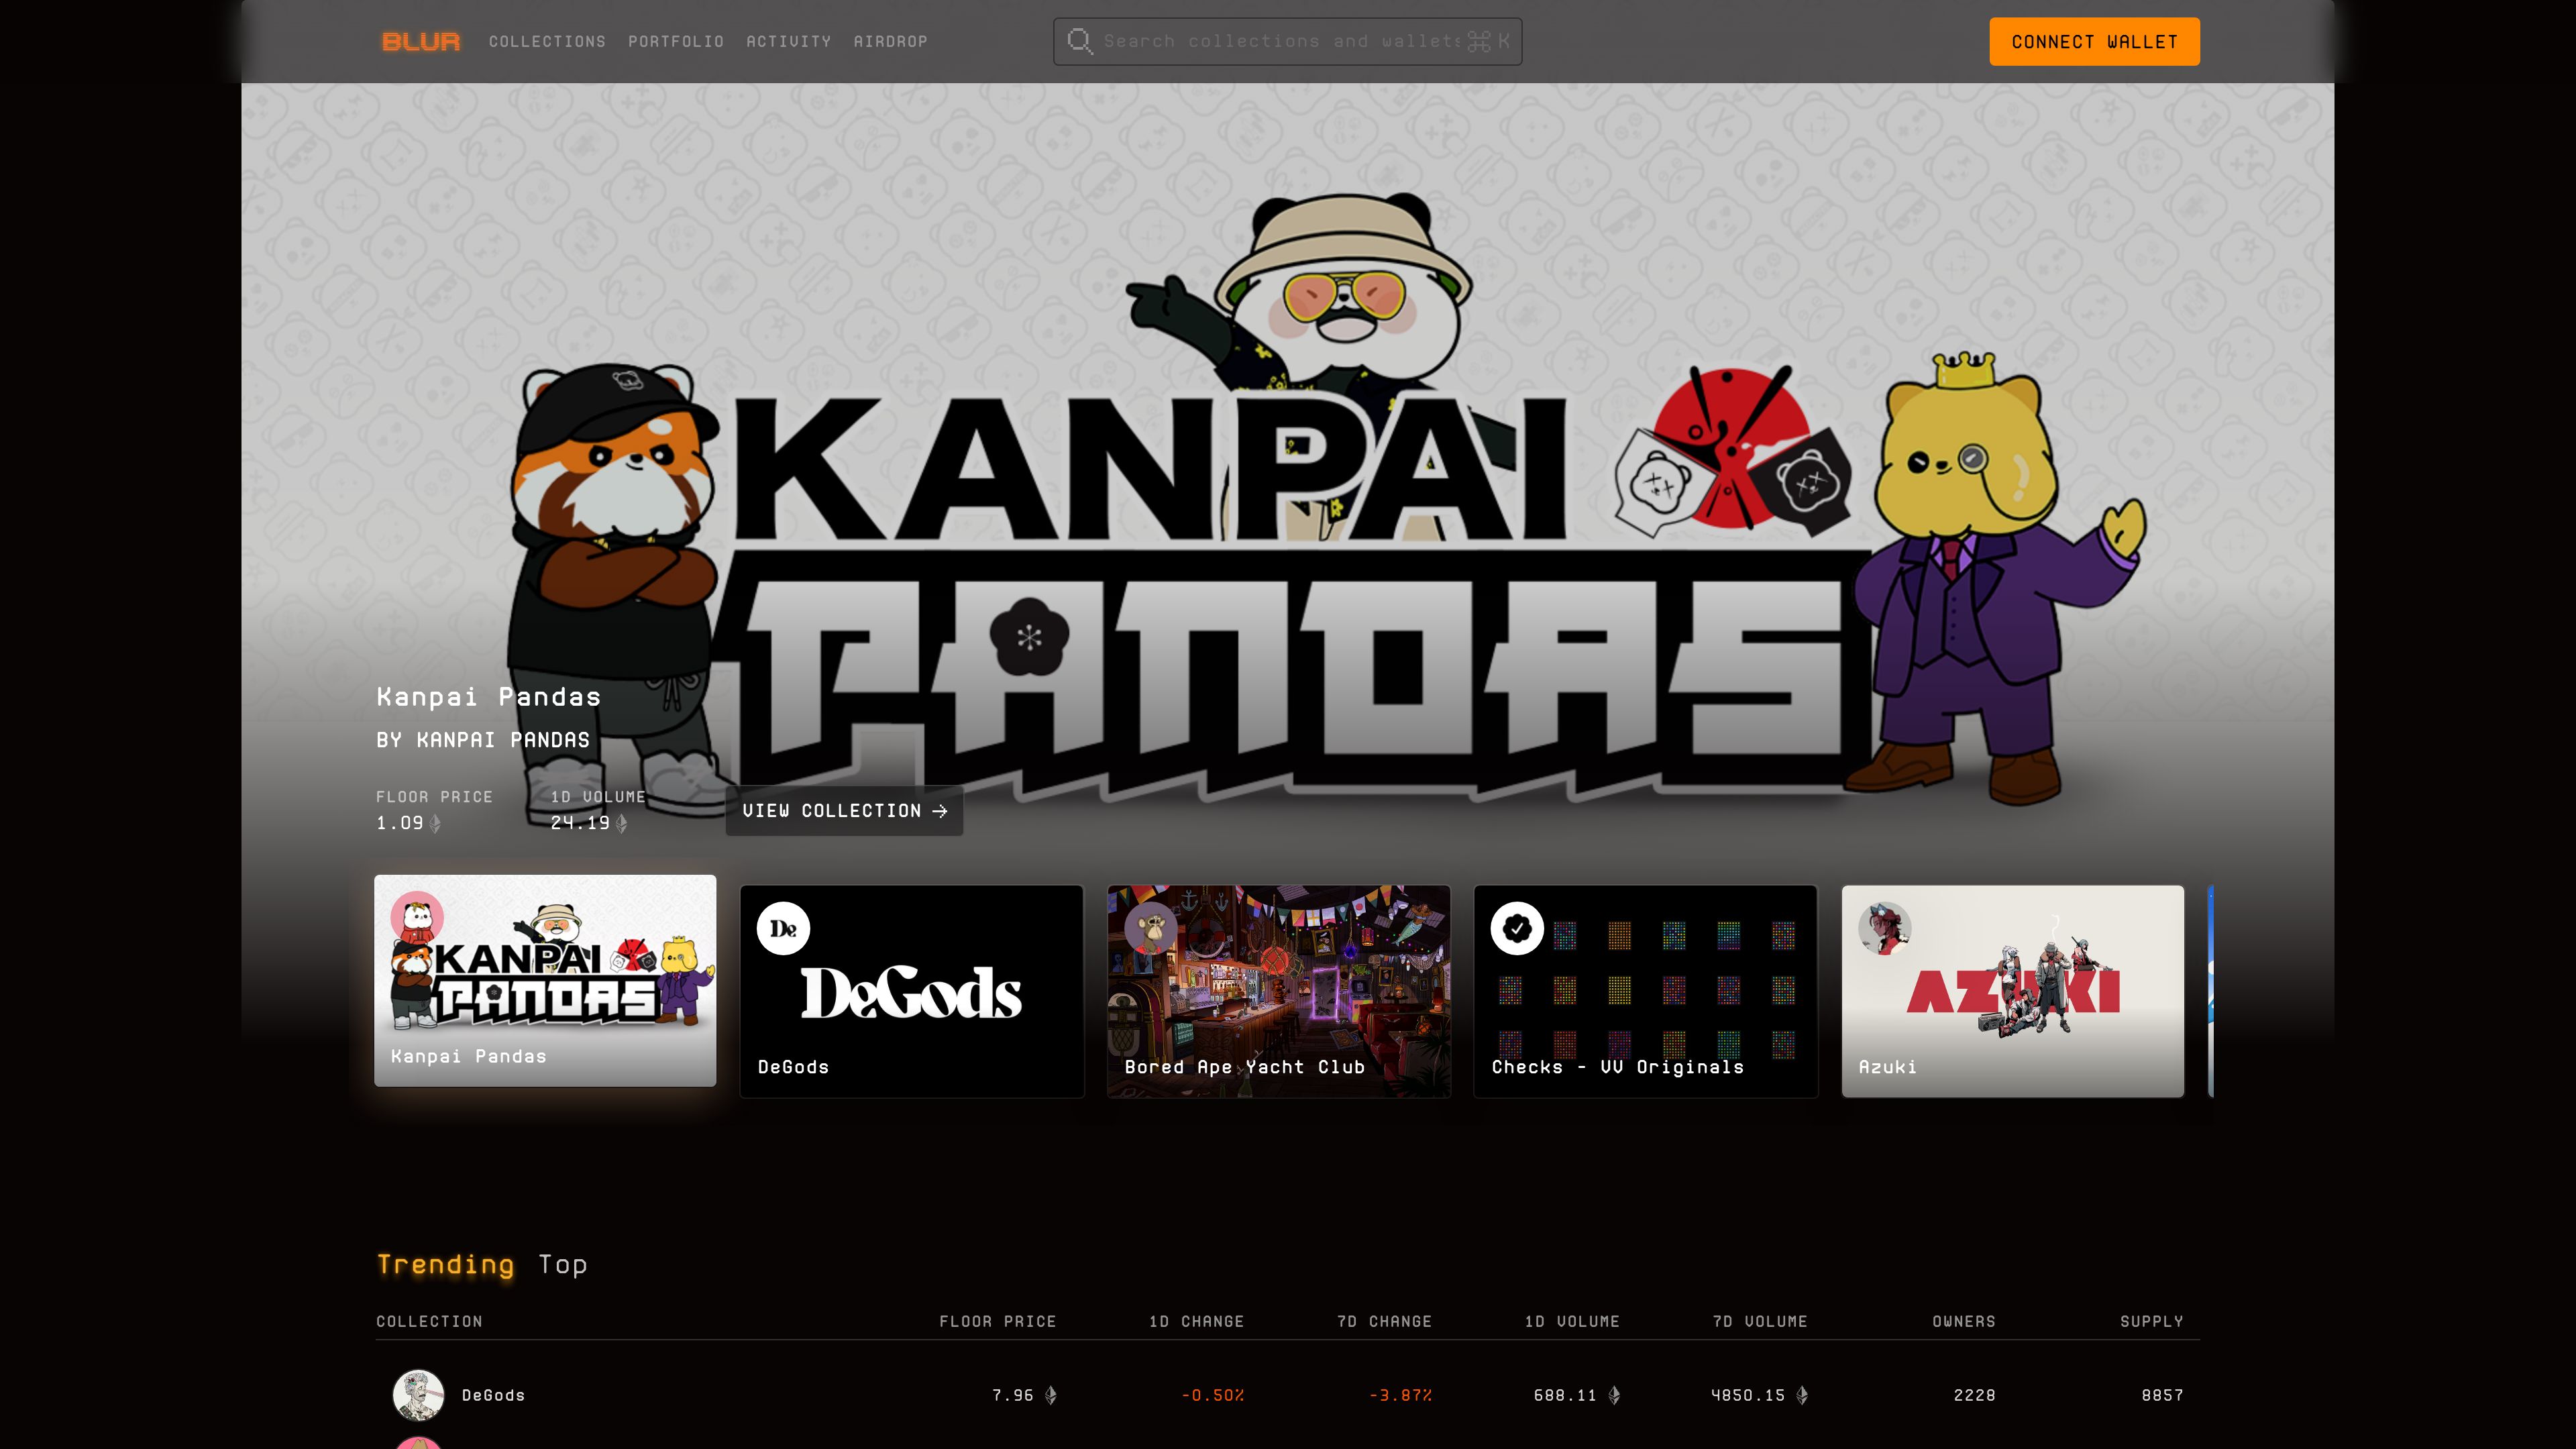 BLUR COLLECTIONS PORTFOLIO ACTIVITY AIRDROP Search collections and wallets ⌘ K CONNECT WALLET
KANPAI
PANDAS
Kanpai Pandas
BY KANPAI PANDAS
FLOOR PRICE 1D VOLUME
1.09 24.19 VIEW COLLECTION →
KANPAI
PANDAS
Kanpai Pandas
De
DeGods
DeGods
Bored Ape Yacht Club
Checks - VV Originals
AZUKI
Azuki
Trending Top
COLLECTION FLOOR PRICE 1D CHANGE 7D CHANGE 1D VOLUME 7D VOLUME OWNERS SUPPLY
DeGods 7.96 -0.50% -3.87% 688.11 4850.15 2228 8857